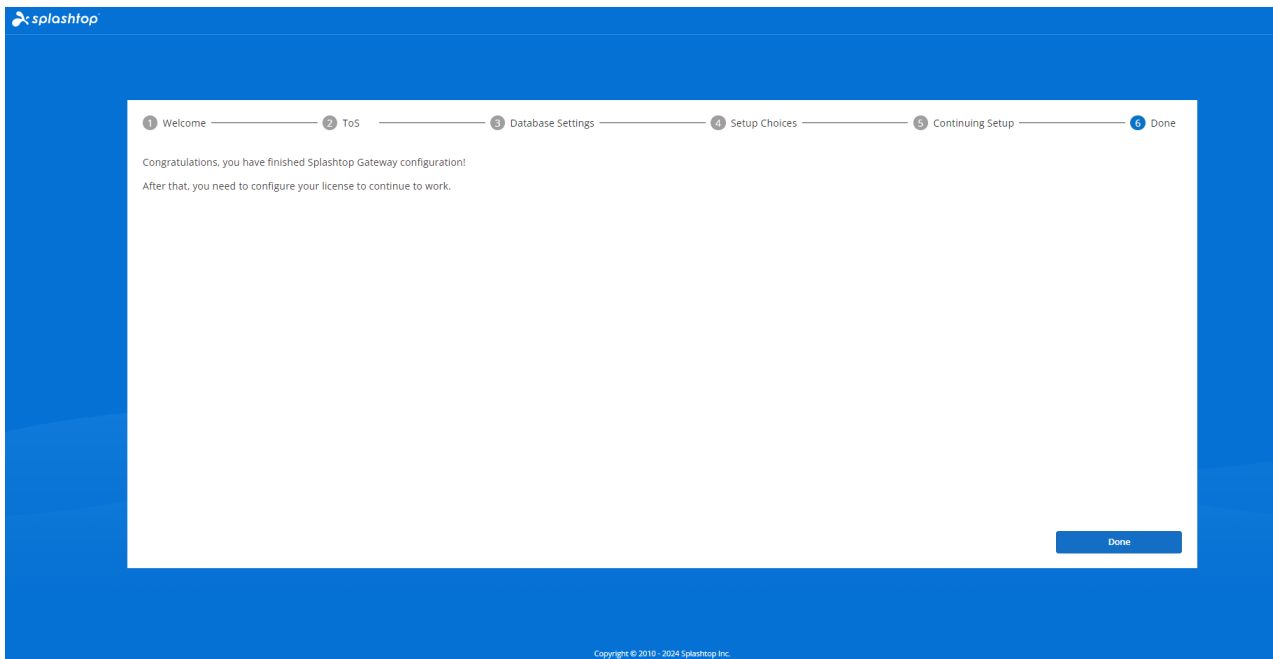 splashtop
1 Welcome 2 ToS 3 Database Settings 4 Setup Choices 5 Continuing Setup 6 Done
Congratulations, you have finished Splashtop Gateway configuration!
After that, you need to configure your license to continue to work.
Done
Copyright © 2010 - 2024 Splashtop Inc.